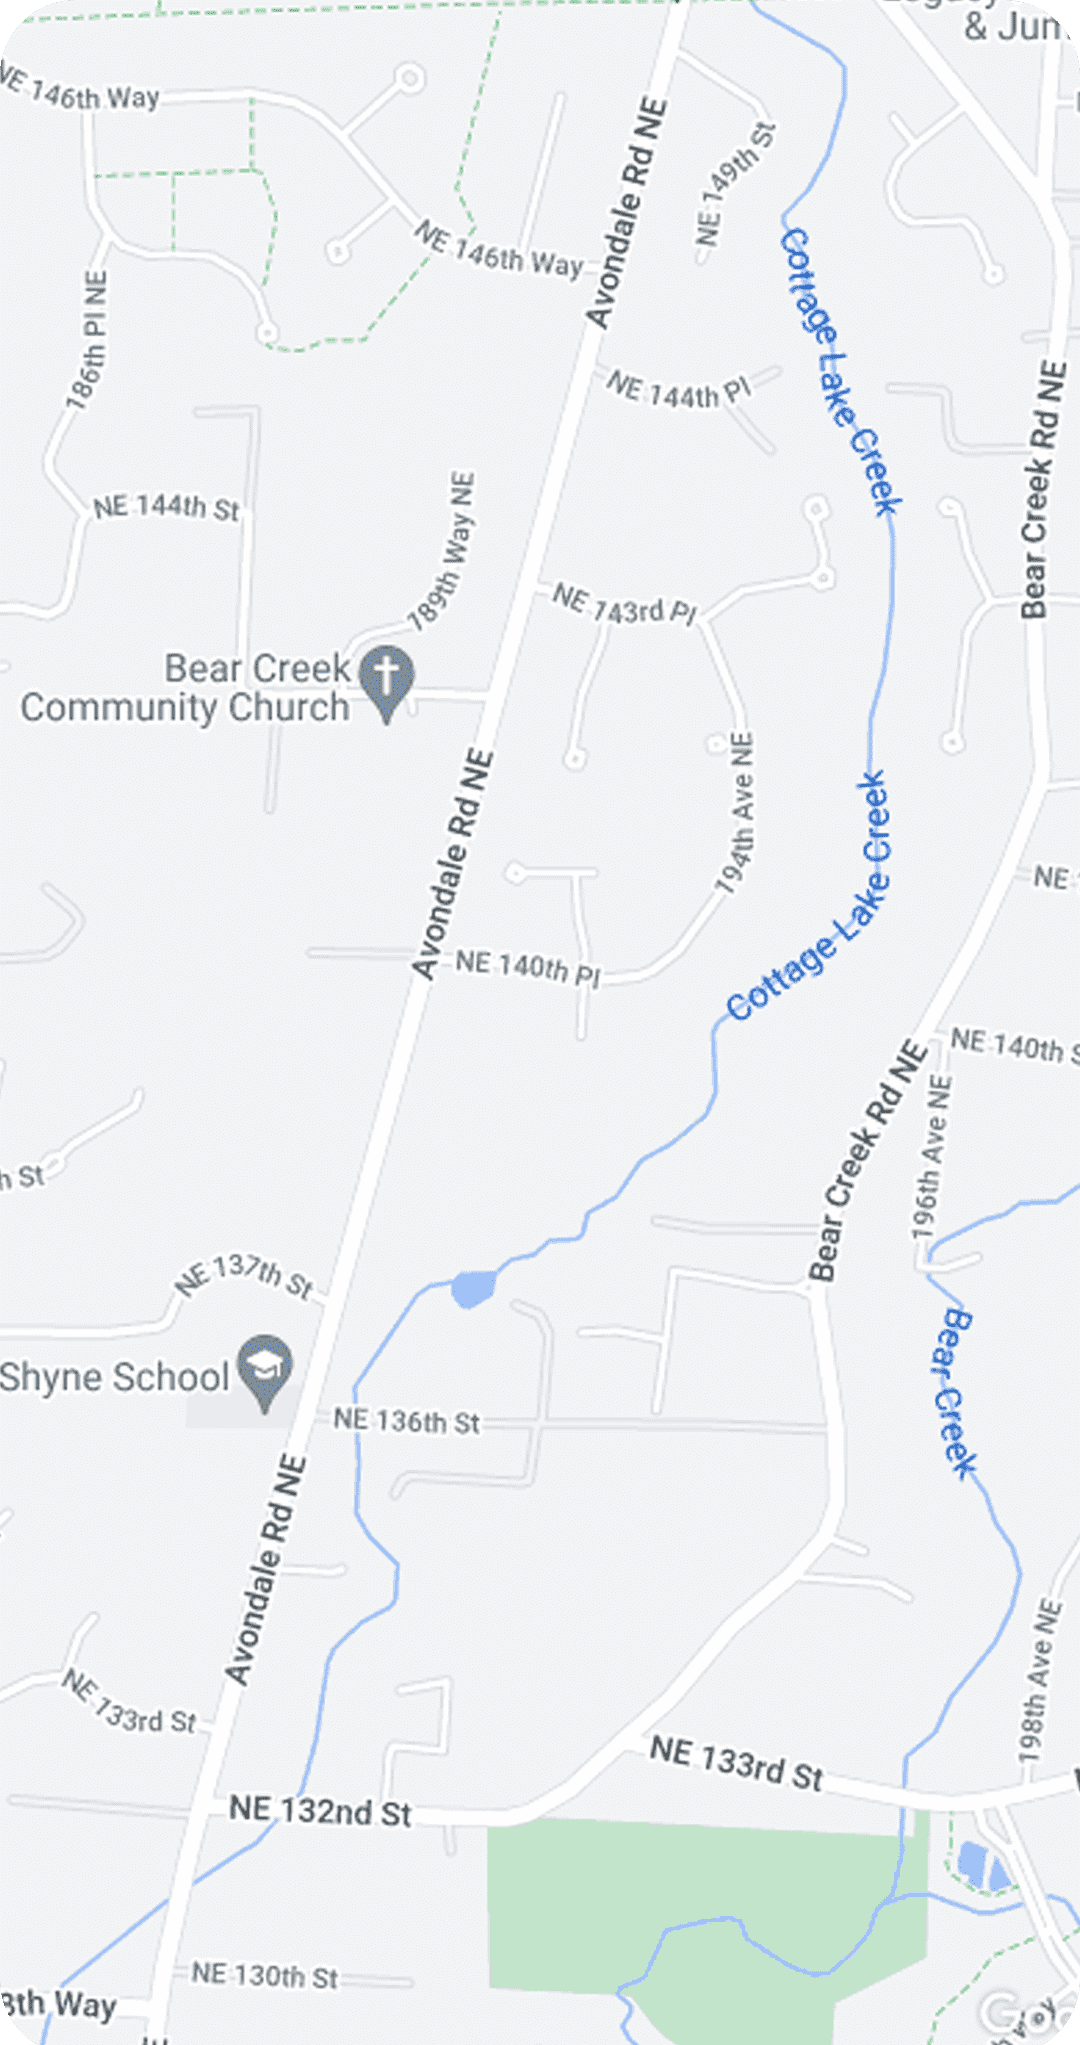 & Jun
NE 146th Way
Avondale Rd NE
NE 149th St
NE 146th Way
Cottage Lake Creek
186th Pl NE
NE 144th Pl
Bear Creek Rd NE
NE 144th St
189th Way NE
NE 143rd Pl
Bear Creek
Community Church
194th Ave NE
Avondale Rd NE
Cottage Lake Creek
NE
NE 140th Pl
NE 140th S
Bear Creek Rd NE
196th Ave NE
h St
NE 137th St
Bear Creek
Shyne School
NE 136th St
Avondale Rd NE
198th Ave NE
NE 133rd St
NE 133rd St
NE 132nd St
NE 130th St
8th Way
Goo